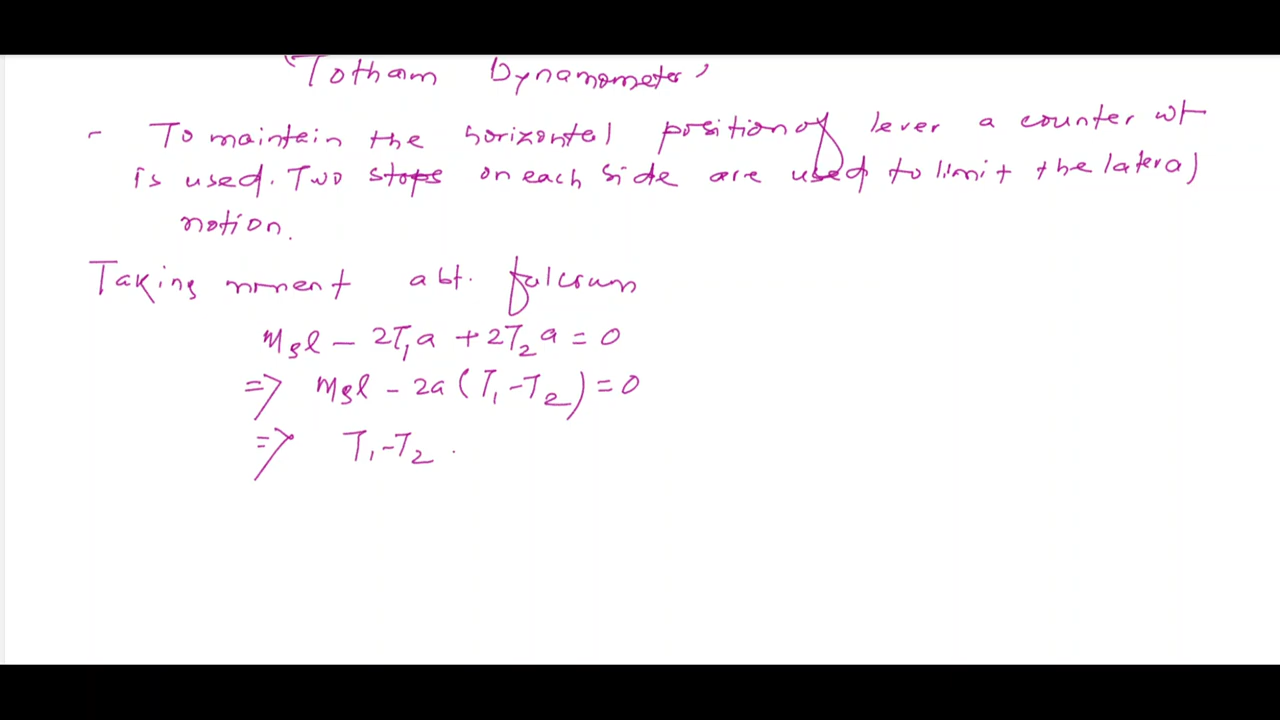 (Totham Dynamometer)
- To maintain the horizontal position of lever a counter wt
is used. Two stops on each side are used to limit the lateral
motion.
Taking moment abt. fulcrum
Mgl - 2T₁a + 2T₂a = 0
=> Mgl - 2a (T₁-T₂) = 0
=> T₁-T₂ .